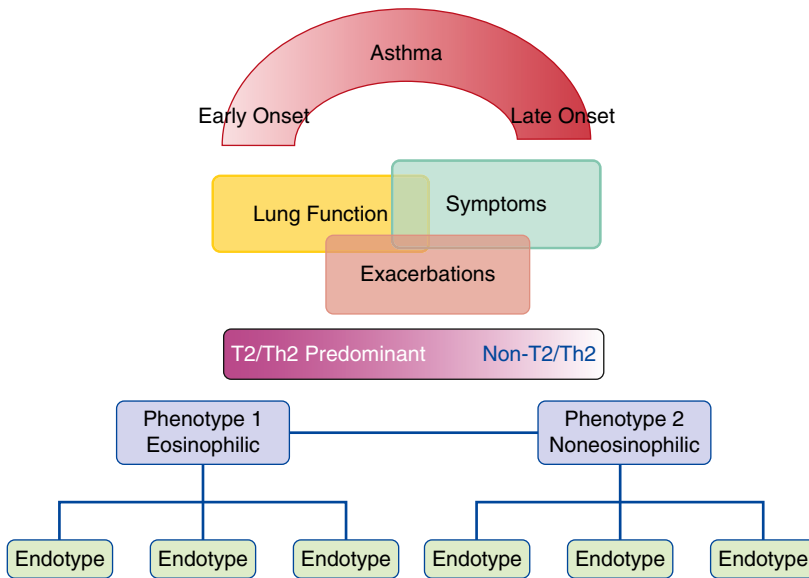 Asthma
Early Onset
Late Onset
Lung Function
Symptoms
Exacerbations
T2/Th2 Predominant
Non-T2/Th2
Phenotype 1
Eosinophilic
Phenotype 2
Noneosinophilic
Endotype
Endotype
Endotype
Endotype
Endotype
Endotype